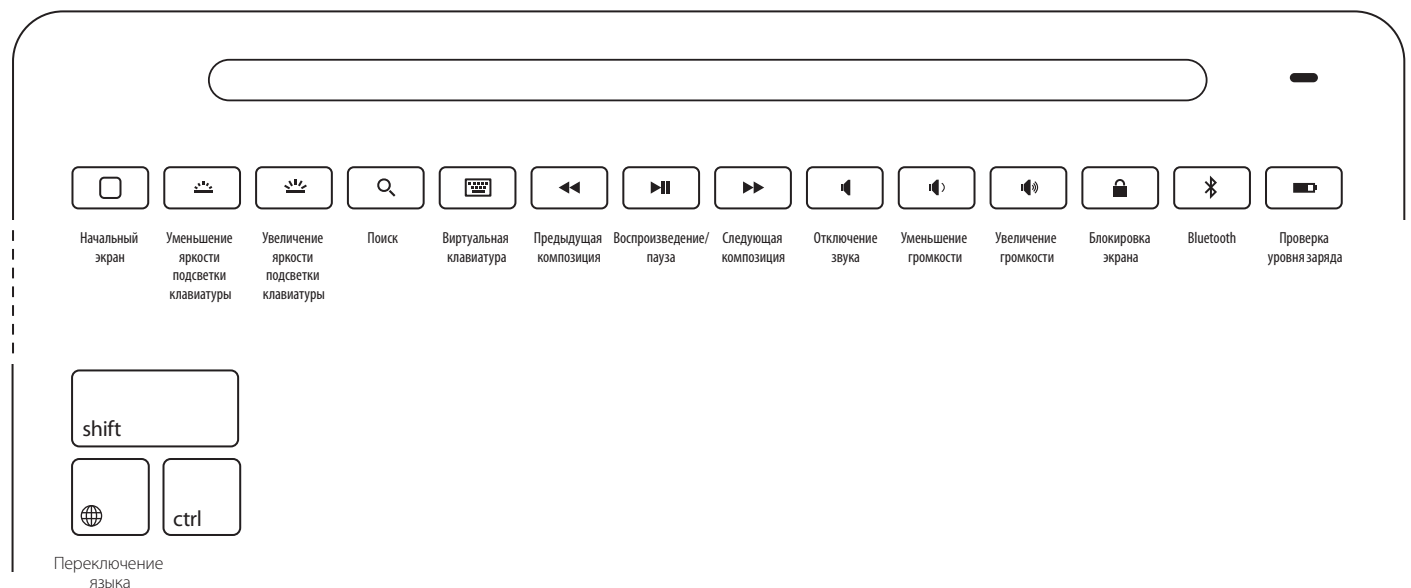 Начальный
экран
Уменьшение
яркости
подсветки
клавиатуры
Увеличение
яркости
подсветки
клавиатуры
Поиск
Виртуальная
клавиатура
Предыдущая
композиция
Воспроизведение/
пауза
Следующая
композиция
Отключение
звука
Уменьшение
громкости
Увеличение
громкости
Блокировка
экрана
Bluetooth
Проверка
уровня заряда
shift
ctrl
Переключение
языка